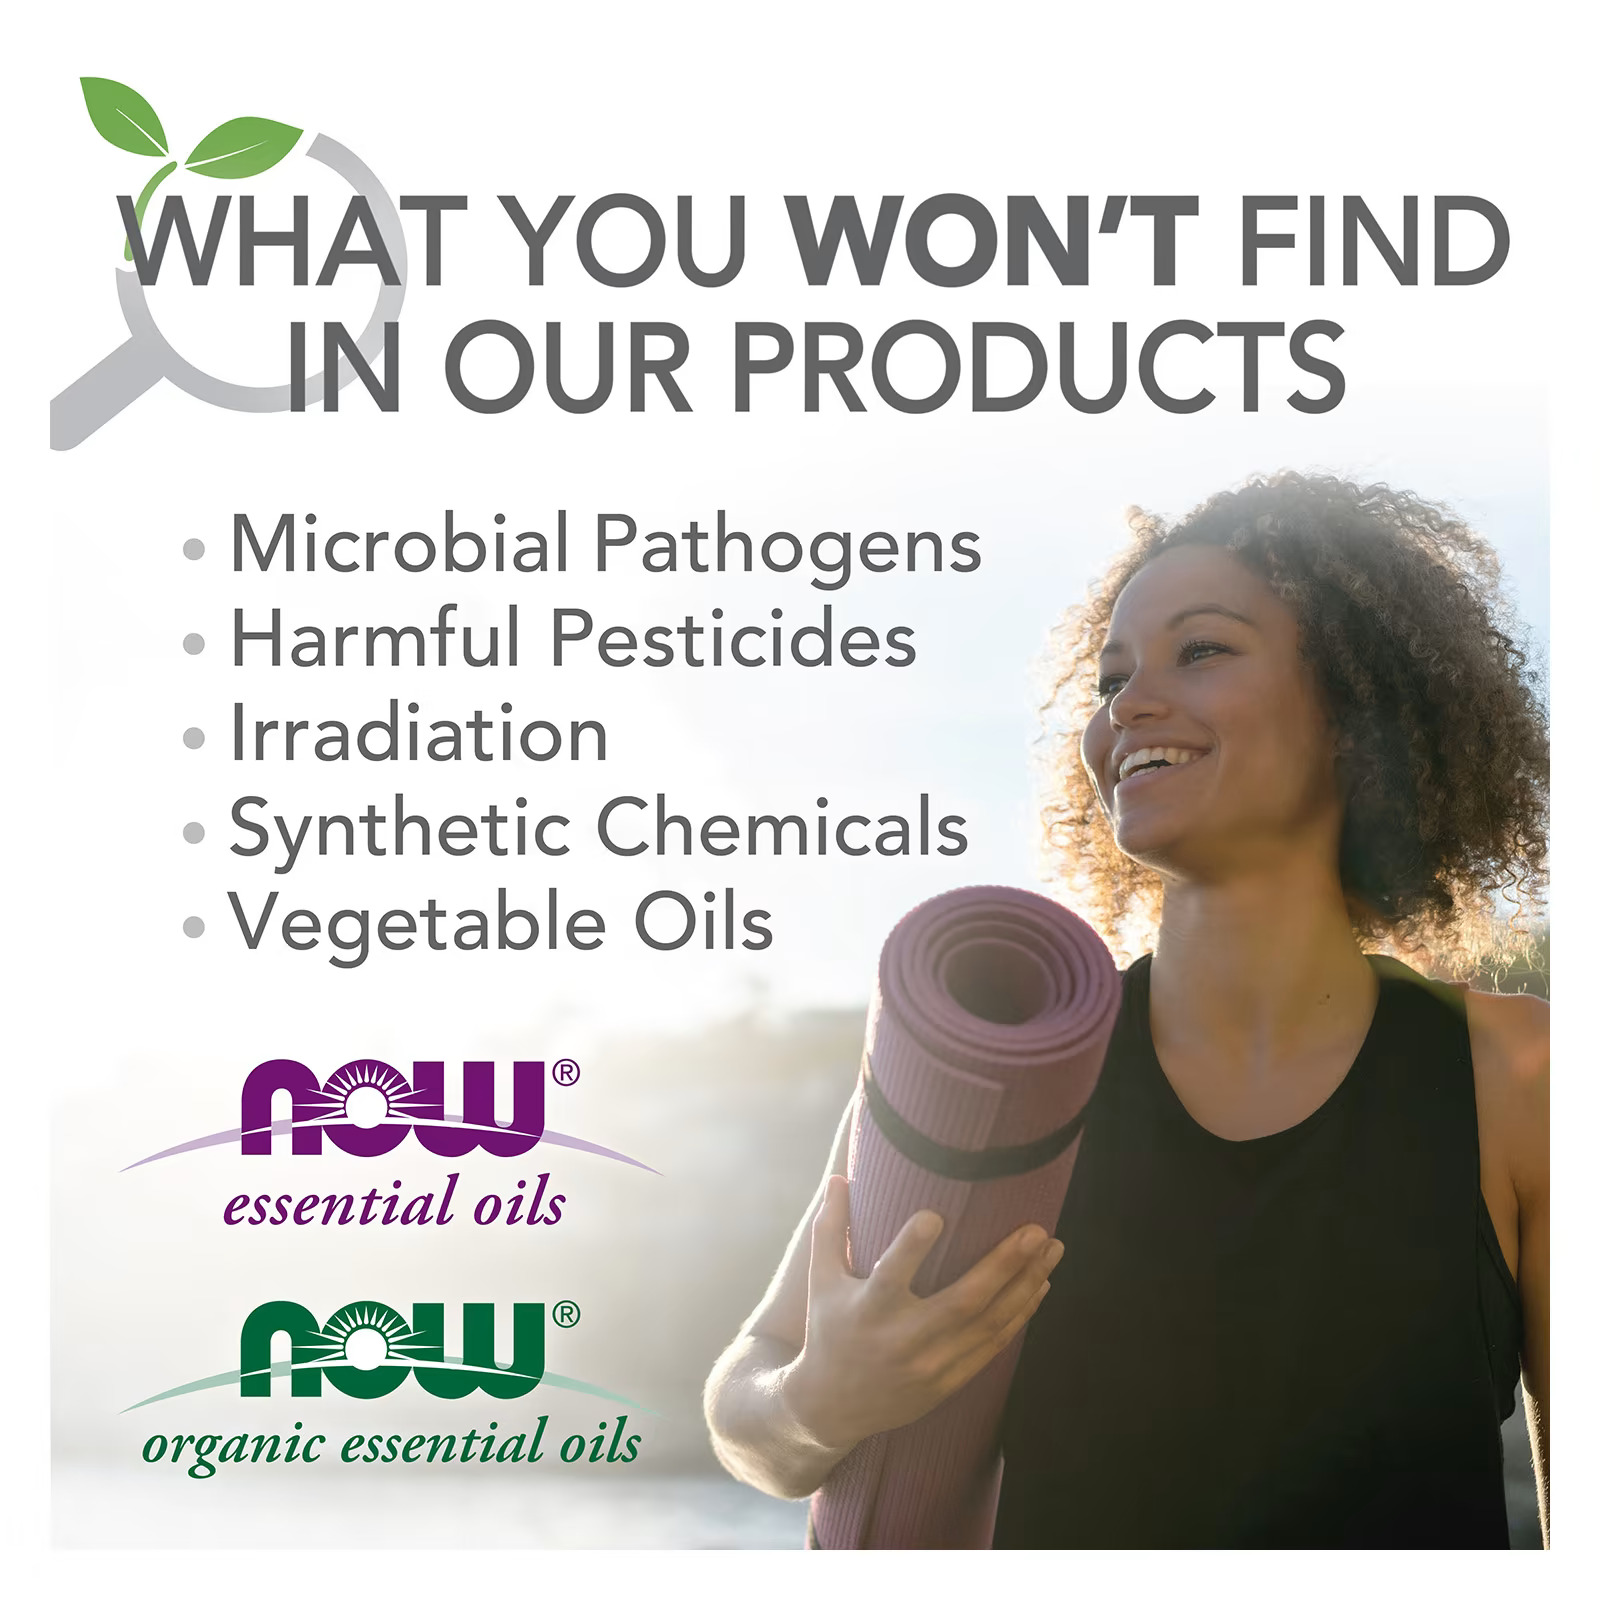 WHAT YOU WON'T FIND
IN OUR PRODUCTS
• Microbial Pathogens
• Harmful Pesticides
• Irradiation
• Synthetic Chemicals
• Vegetable Oils
NOW®
essential oils
NOW®
organic essential oils